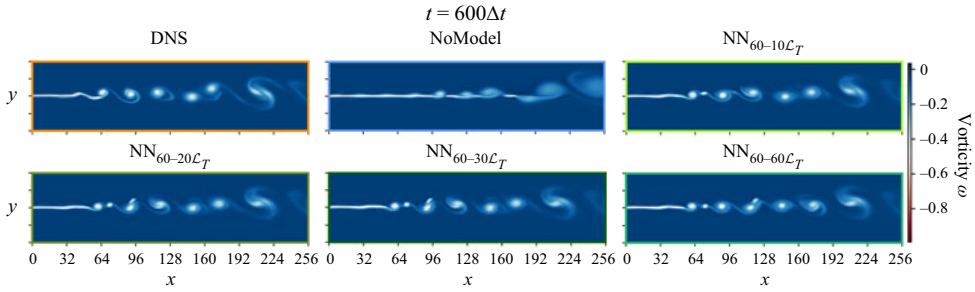 t = 600Δt
DNS
NoModel
NN60–10ℒT
y
0
–0.2
–0.4
–0.6
–0.8
Vorticity ω
NN60–20ℒT
NN60–30ℒT
NN60–60ℒT
y
0 32 64 96 128 160 192 224 256
0 32 64 96 128 160 192 224 256
0 32 64 96 128 160 192 224 256
x
x
x